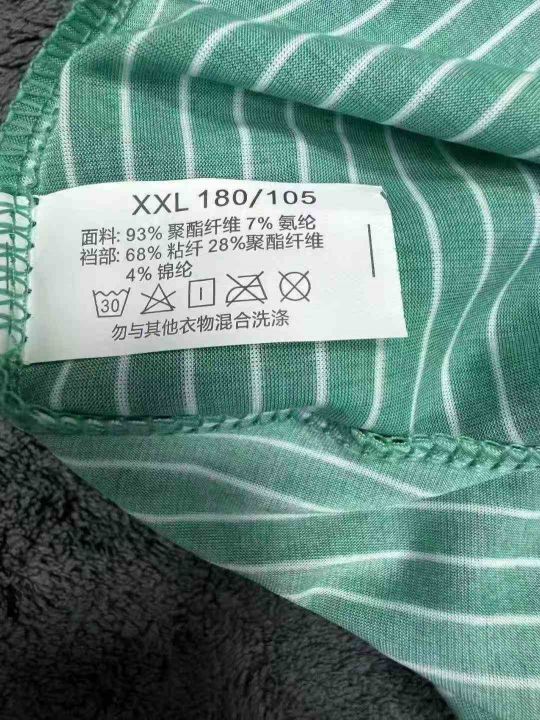 XXL 180/105
面料: 93% 聚酯纤维 7% 氨纶
裆部: 68% 粘纤 28%聚酯纤维
4% 锦纶
30
勿与其他衣物混合洗涤